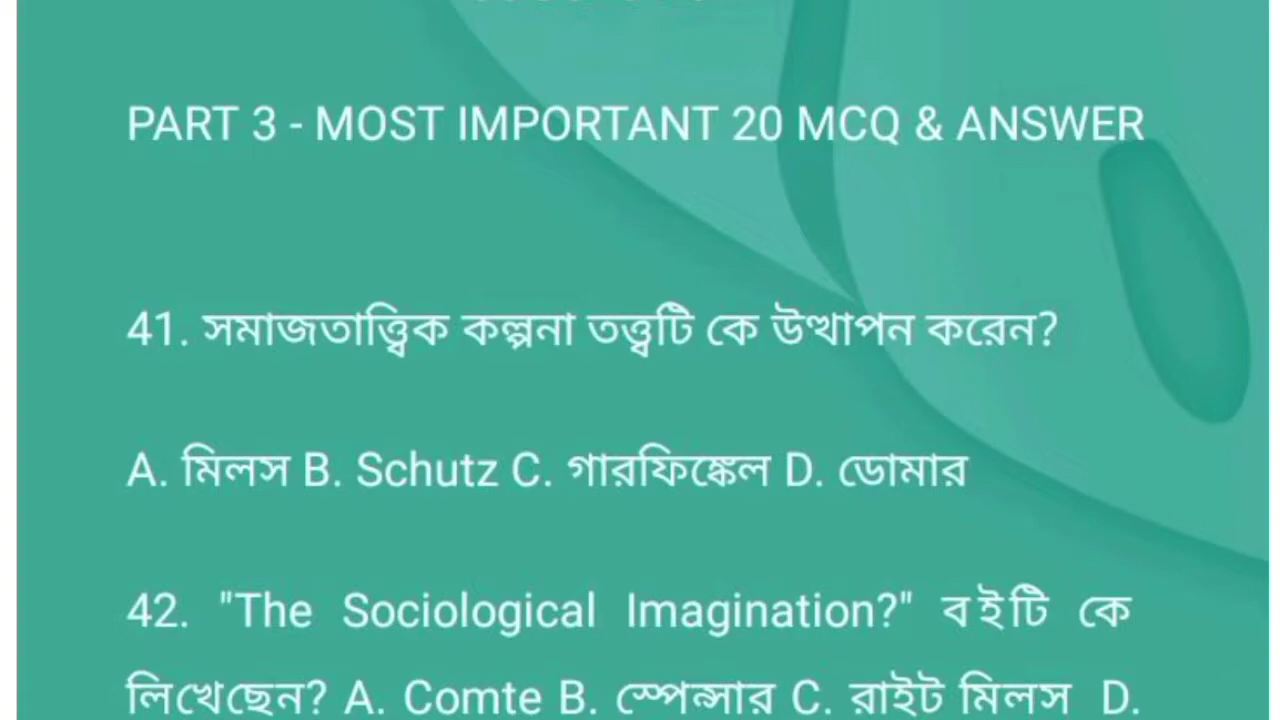 PART 3 - MOST IMPORTANT 20 MCQ & ANSWER
41. সমাজতাত্ত্বিক কল্পনা তত্ত্বটি কে উত্থাপন করেন?
A. মিলস B. Schutz C. গারফিঙ্কেল D. ডোমার
42. "The Sociological Imagination?" বইটি কে
লিখেছেন? A. Comte B. স্পেন্সার C. রাইট মিলস D.